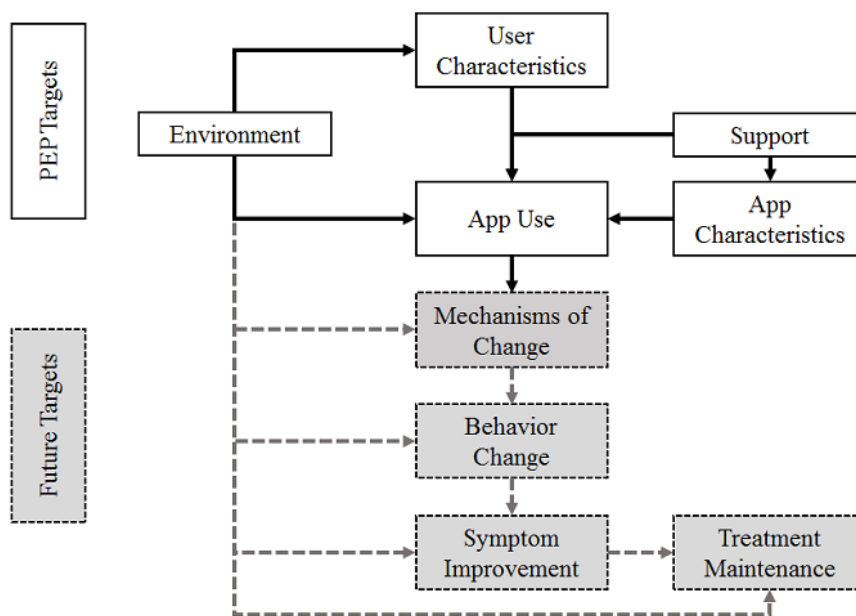 PEP Targets
User
Characteristics
Environment
Support
App Use
App
Characteristics
Future Targets
Mechanisms of
Change
Behavior
Change
Symptom
Improvement
Treatment
Maintenance